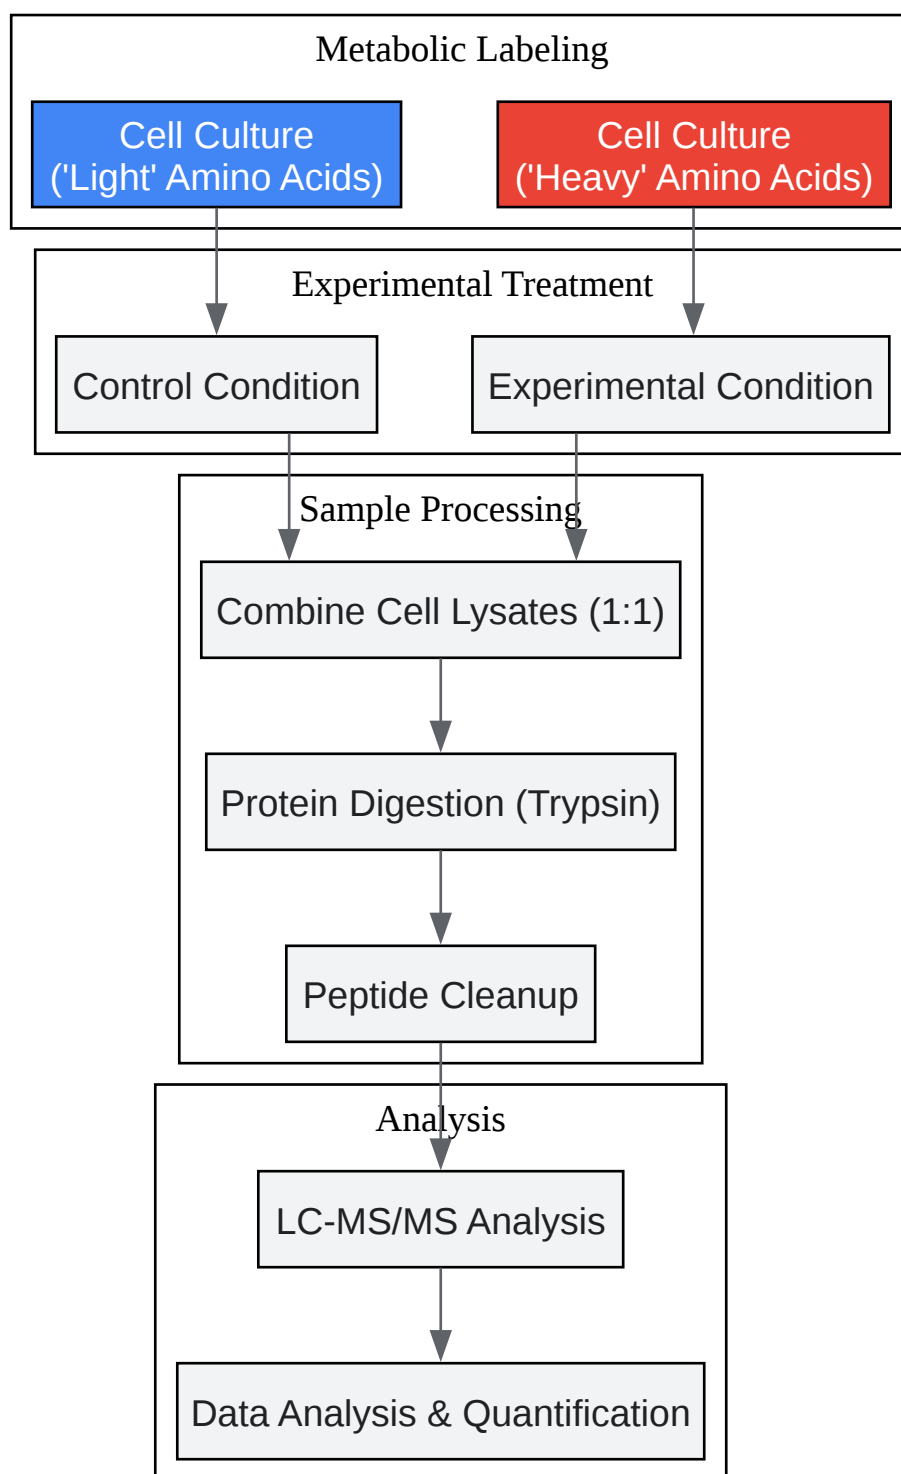 Metabolic Labeling
Cell Culture
('Light' Amino Acids)
Cell Culture
('Heavy' Amino Acids)
Experimental Treatment
Control Condition
Experimental Condition
Sample Processing
Combine Cell Lysates (1:1)
Protein Digestion (Trypsin)
Peptide Cleanup
Analysis
LC-MS/MS Analysis
Data Analysis & Quantification